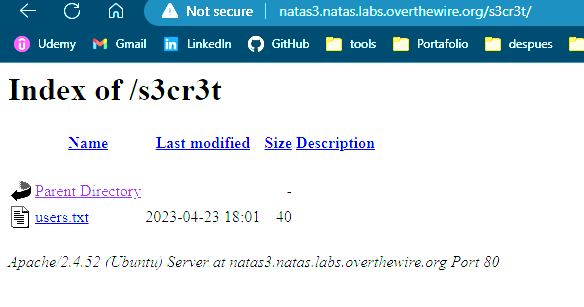 Not secure natas3.natas.labs.overthewire.org/s3cr3t/
Udemy Gmail LinkedIn GitHub tools Portafolio despues
Index of /s3cr3t
Name Last modified Size Description
Parent Directory -
users.txt 2023-04-23 18:01 40
Apache/2.4.52 (Ubuntu) Server at natas3.natas.labs.overthewire.org Port 80